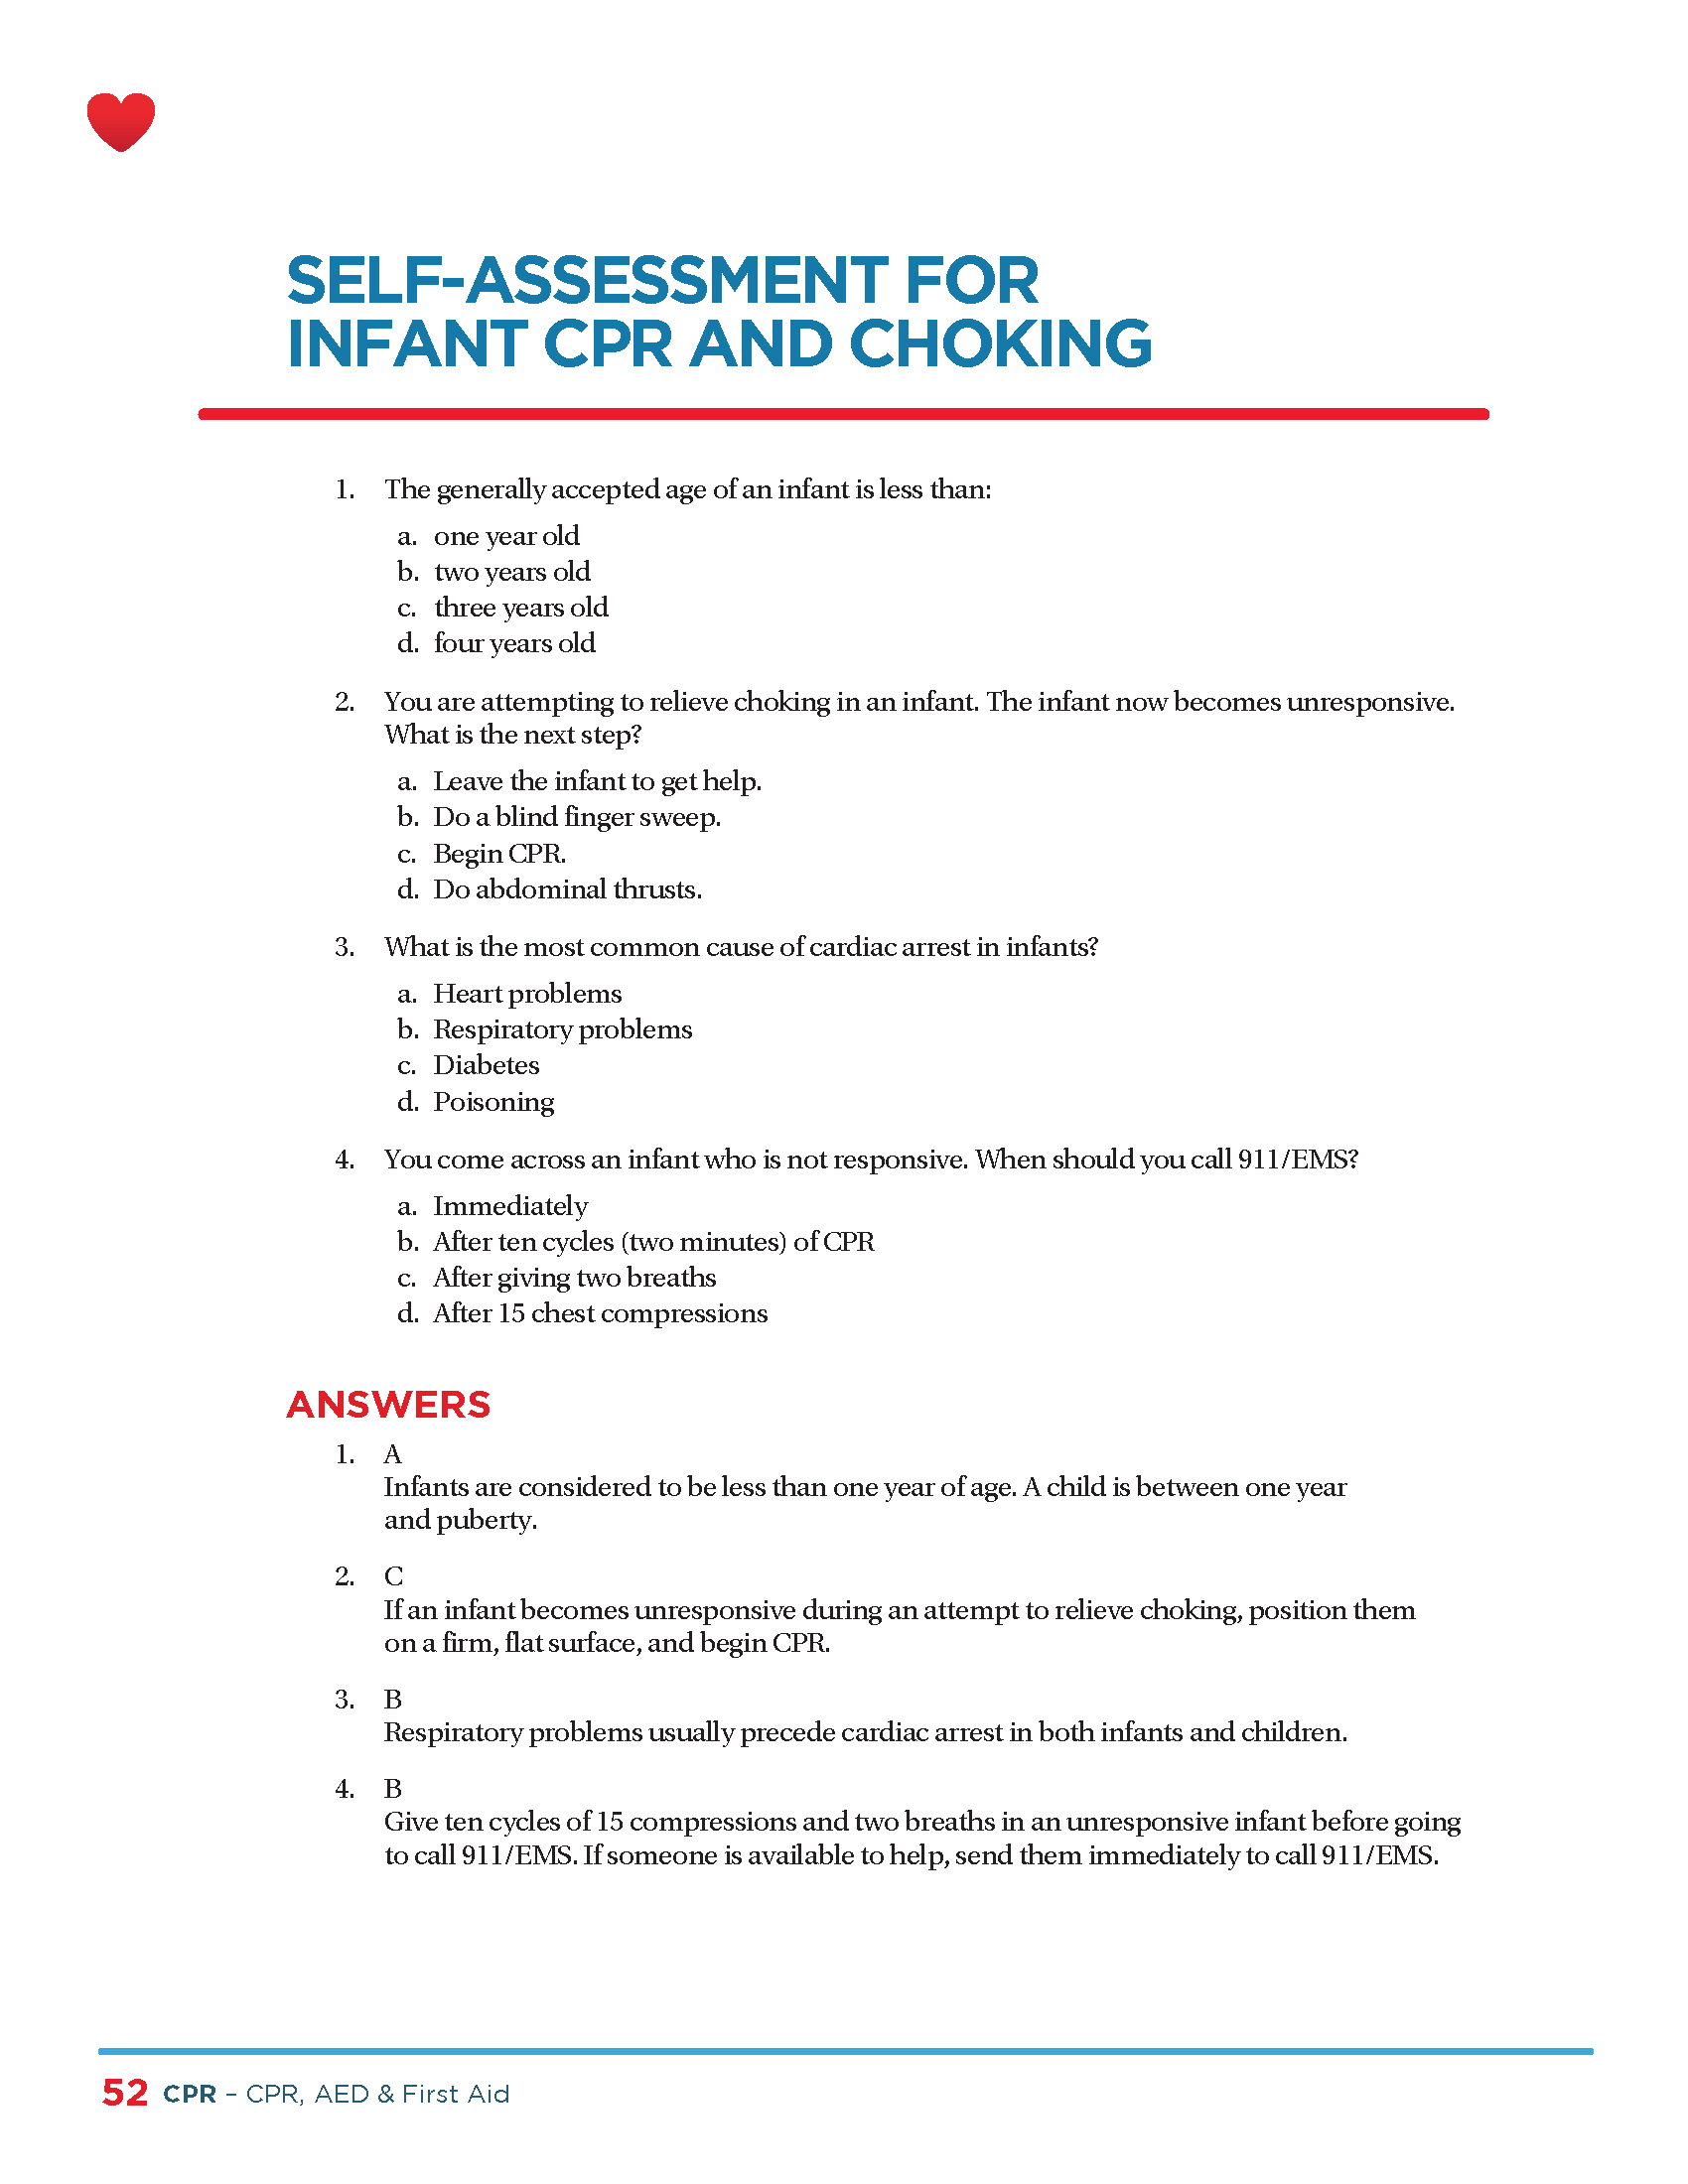 SELF-ASSESSMENT FOR
INFANT CPR AND CHOKING
1. The generally accepted age of an infant is less than:
a. one year old
b. two years old
c. three years old
d. four years old
2. You are attempting to relieve choking in an infant. The infant now becomes unresponsive.
What is the next step?
a. Leave the infant to get help.
b. Do a blind finger sweep.
c. Begin CPR.
d. Do abdominal thrusts.
3. What is the most common cause of cardiac arrest in infants?
a. Heart problems
b. Respiratory problems
c. Diabetes
d. Poisoning
4. You come across an infant who is not responsive. When should you call 911/EMS?
a. Immediately
b. After ten cycles (two minutes) of CPR
c. After giving two breaths
d. After 15 chest compressions
ANSWERS
1. A
Infants are considered to be less than one year of age. A child is between one year
and puberty.
2. C
If an infant becomes unresponsive during an attempt to relieve choking, position them
on a firm, flat surface, and begin CPR.
3. B
Respiratory problems usually precede cardiac arrest in both infants and children.
4. B
Give ten cycles of 15 compressions and two breaths in an unresponsive infant before going
to call 911/EMS. If someone is available to help, send them immediately to call 911/EMS.
52 CPR – CPR, AED & First Aid